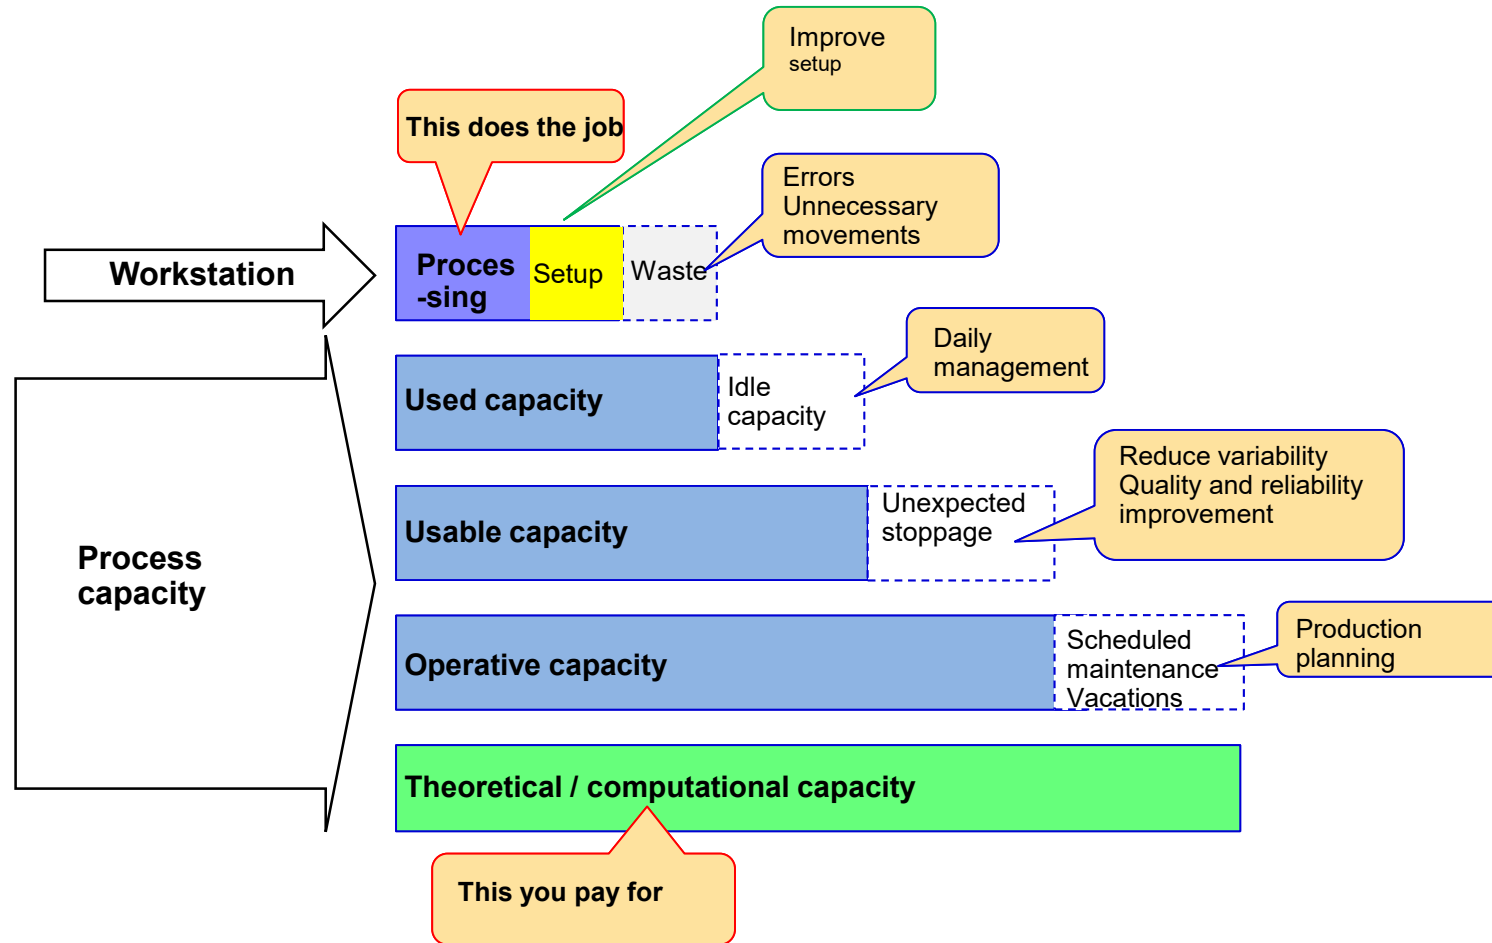 Improve
setup
This does the job
Errors
Unnecessary
movements
Workstation
Proces
-sing
Setup
Waste
Daily
management
Used capacity
Idle
capacity
Reduce variability
Quality and reliability
improvement
Usable capacity
Unexpected
stoppage
Process
capacity
Operative capacity
Scheduled
maintenance
Vacations
Production
planning
Theoretical / computational capacity
This you pay for